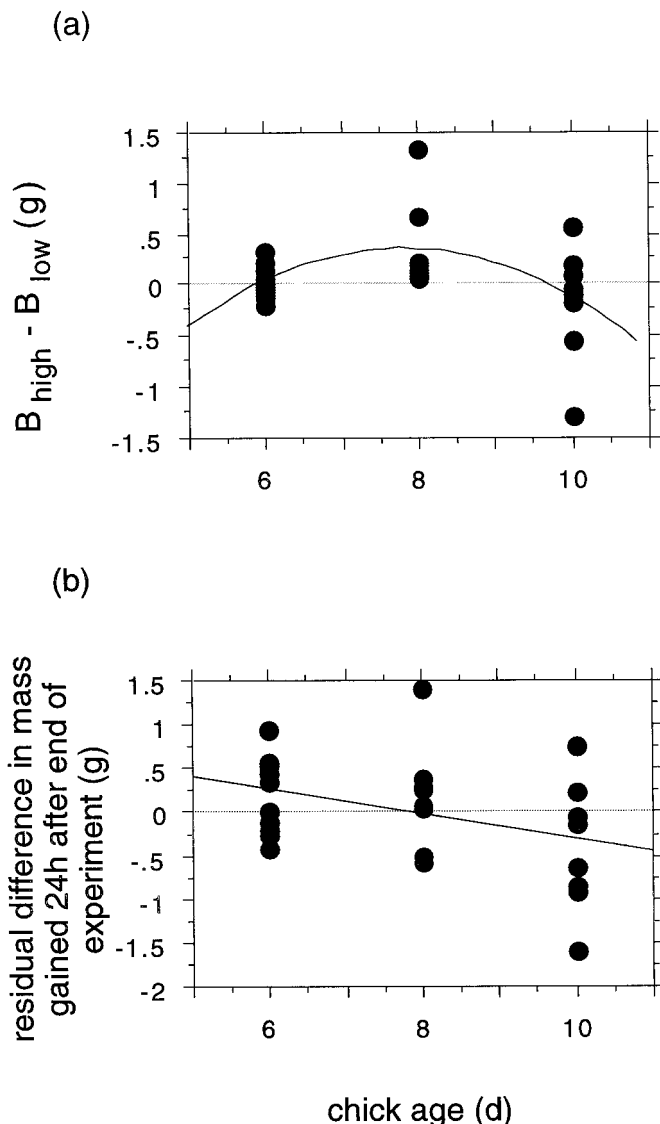 (a)
B high - B low (g)
1.5
1
.5
0
-.5
-1
-1.5
6 8 10
(b)
residual difference in mass
gained 24h after end of
experiment (g)
1.5
1
.5
0
-.5
-1
-1.5
-2
6 8 10
chick age (d)